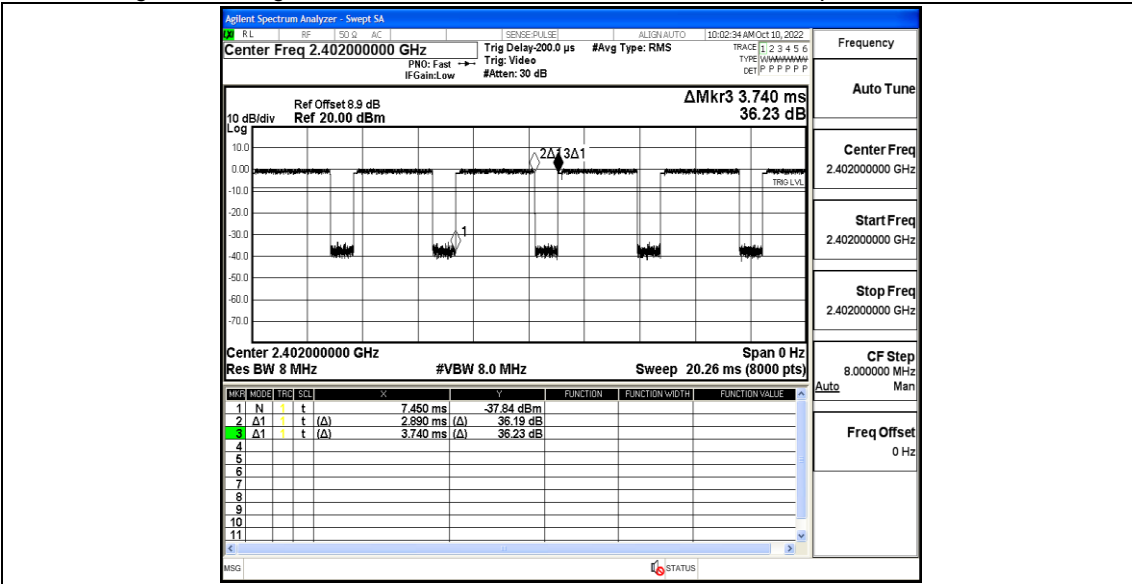 Agilent Spectrum Analyzer - Swept SA
RL RF 50 Ω AC SENSE:PULSE ALIGN AUTO 10:02:34 AM Oct 10, 2022
Center Freq 2.402000000 GHz
PNO: Fast
IFGain:Low
Trig Delay-200.0 µs
Trig: Video
#Atten: 30 dB
#Avg Type: RMS
TRACE 1 2 3 4 5 6
TYPE
DET P P P P P P
Ref Offset 8.9 dB
Ref 20.00 dBm
10 dB/div
Log
ΔMkr3 3.740 ms
36.23 dB
10.0
0.00
-10.0
-20.0
-30.0
-40.0
-50.0
-60.0
-70.0
2Δ1 3Δ1
TRIG LVL
1
Center 2.402000000 GHz Span 0 Hz
Res BW 8 MHz #VBW 8.0 MHz Sweep 20.26 ms (8000 pts)
MKR MODE TRC SCL X Y FUNCTION FUNCTION WIDTH FUNCTION VALUE
1 N 1 t 7.450 ms -37.84 dBm
2 Δ1 1 t (Δ) 2.890 ms (Δ) 36.19 dB
3 Δ1 1 t (Δ) 3.740 ms (Δ) 36.23 dB
4
5
6
7
8
9
10
11
MSG STATUS
Frequency
Auto Tune
Center Freq
2.402000000 GHz
Start Freq
2.402000000 GHz
Stop Freq
2.402000000 GHz
CF Step
8.000000 MHz
Auto Man
Freq Offset
0 Hz